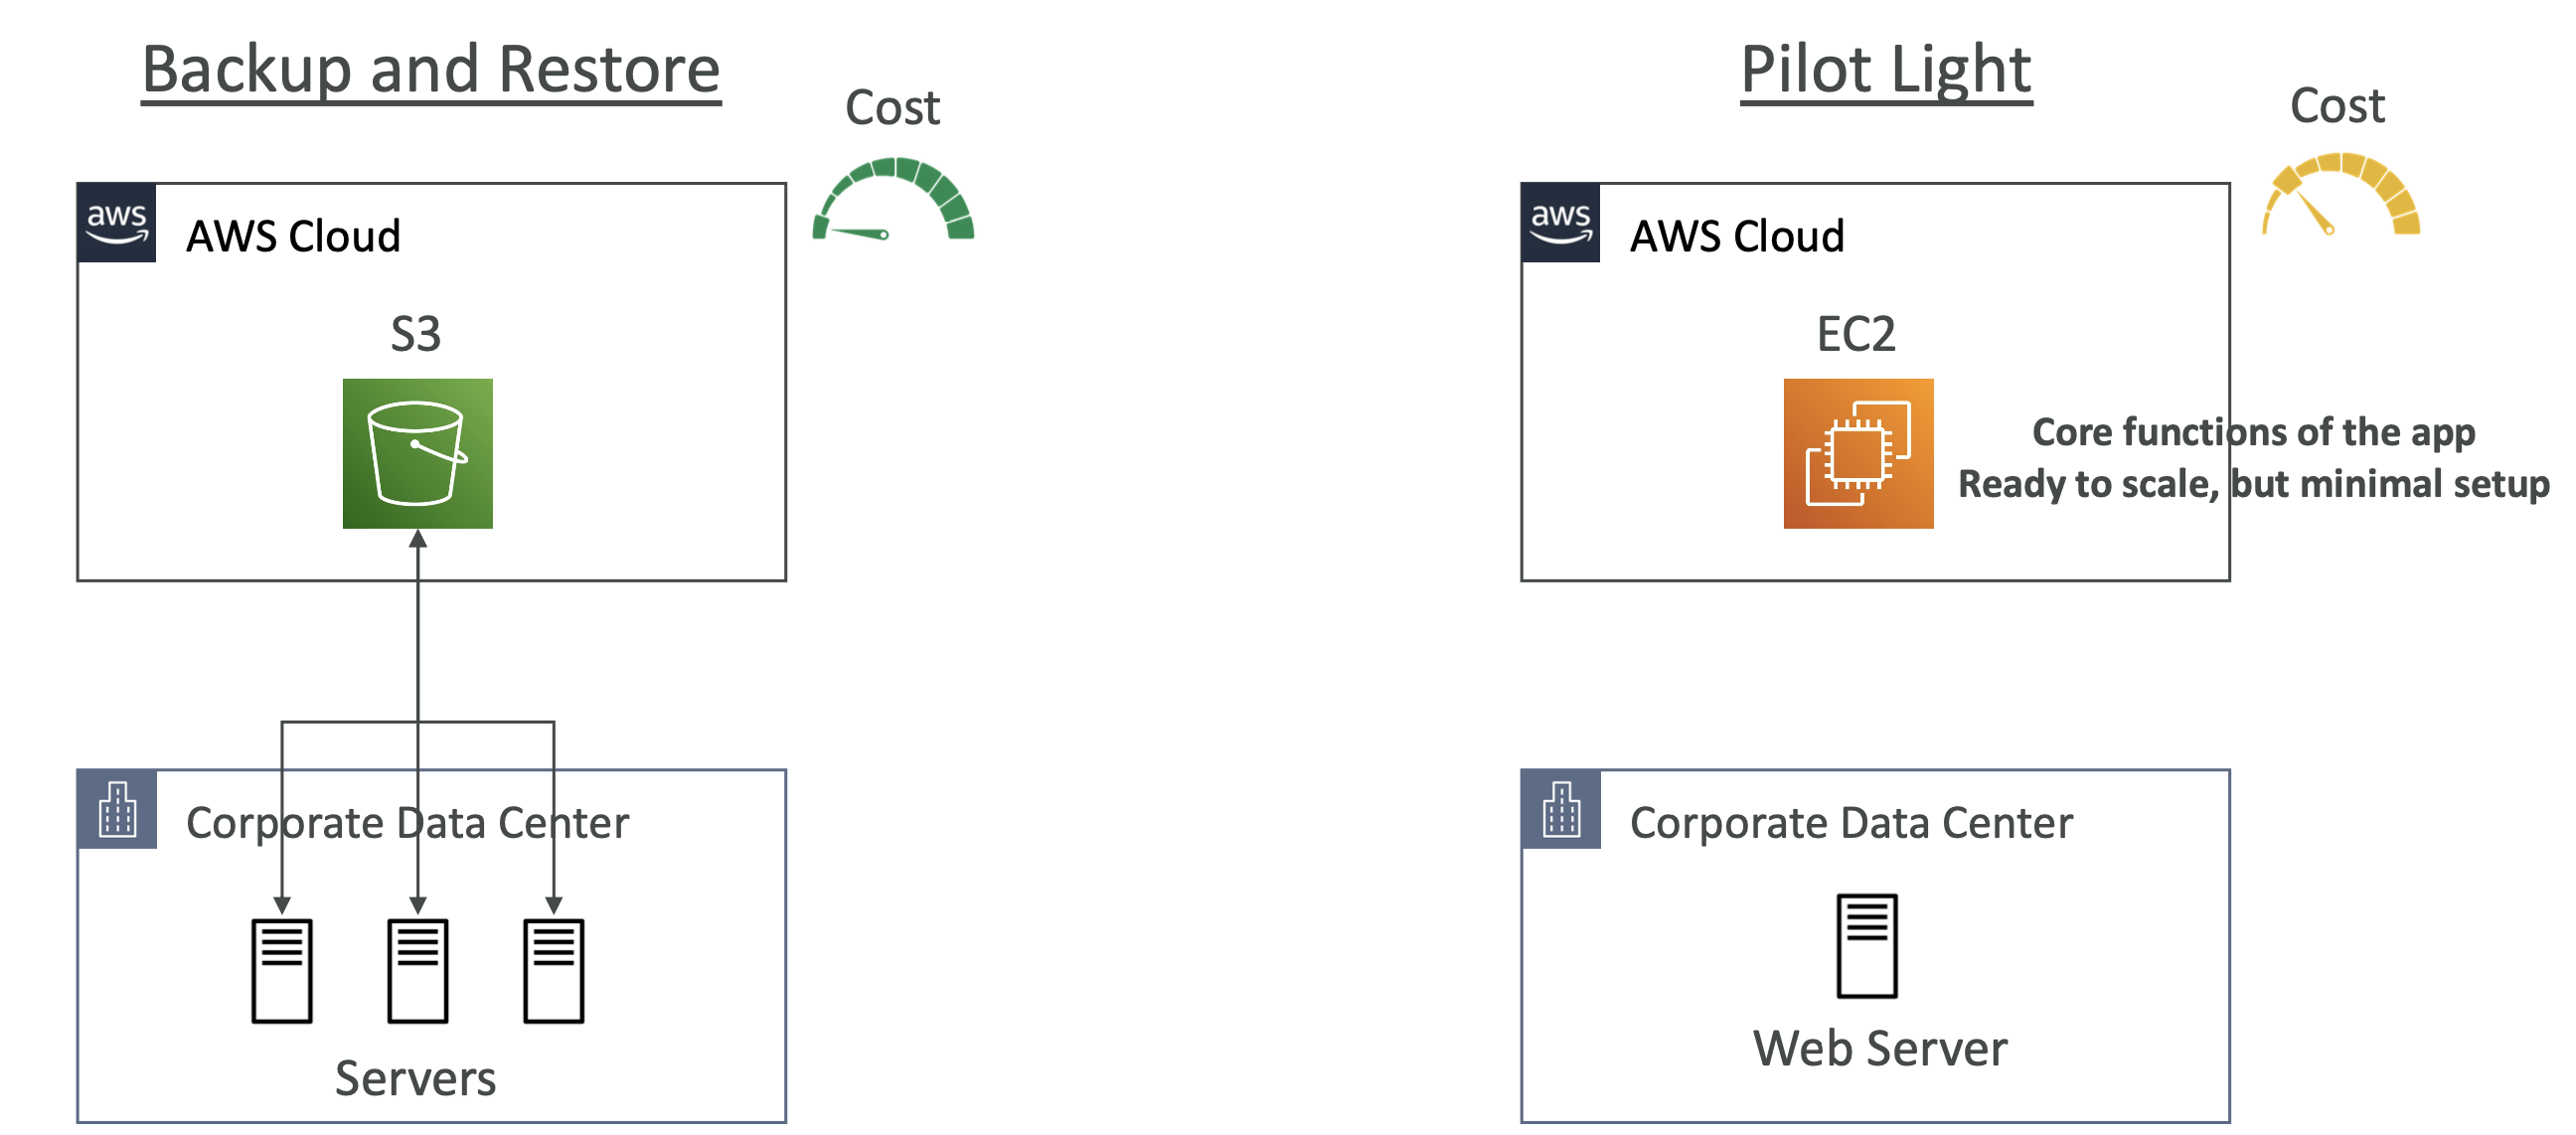 Backup and Restore
Cost
aws
AWS Cloud
S3
Corporate Data Center
Servers
Pilot Light
Cost
aws
AWS Cloud
EC2
Core functions of the app
Ready to scale, but minimal setup
Corporate Data Center
Web Server